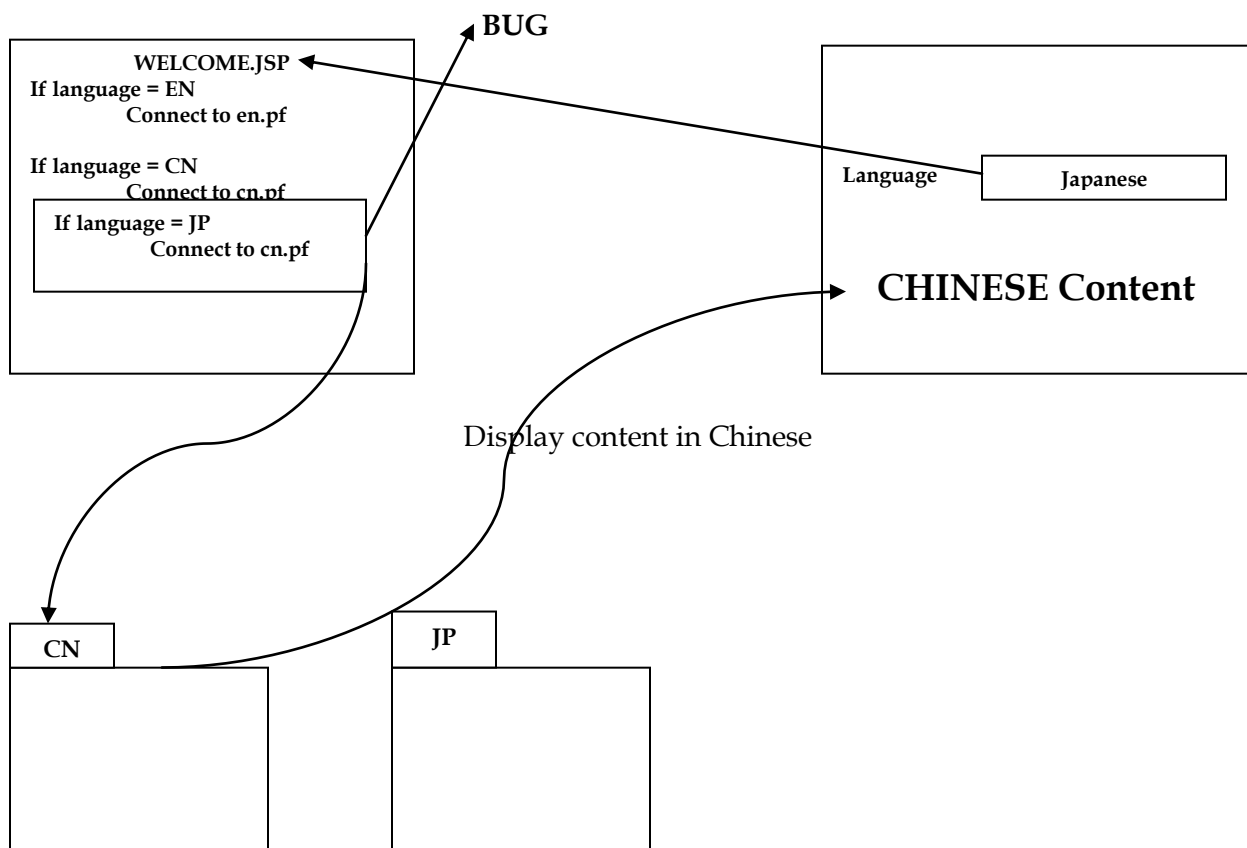 BUG
WELCOME.JSP
If language = EN
Connect to en.pf
If language = CN
Connect to cn.pf
If language = JP
Connect to cn.pf
Language
Japanese
CHINESE Content
Display content in Chinese
CN
JP